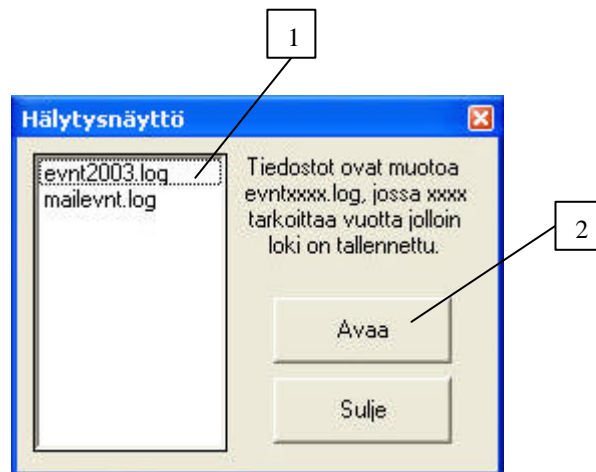 1
Hälytysnäyttö
evnt2003.log
mailevnt.log
Tiedostot ovat muotoa
evntxxxx.log, jossa xxxx
tarkoittaa vuotta jolloin
loki on tallennettu.
2
Avaa
Sulje